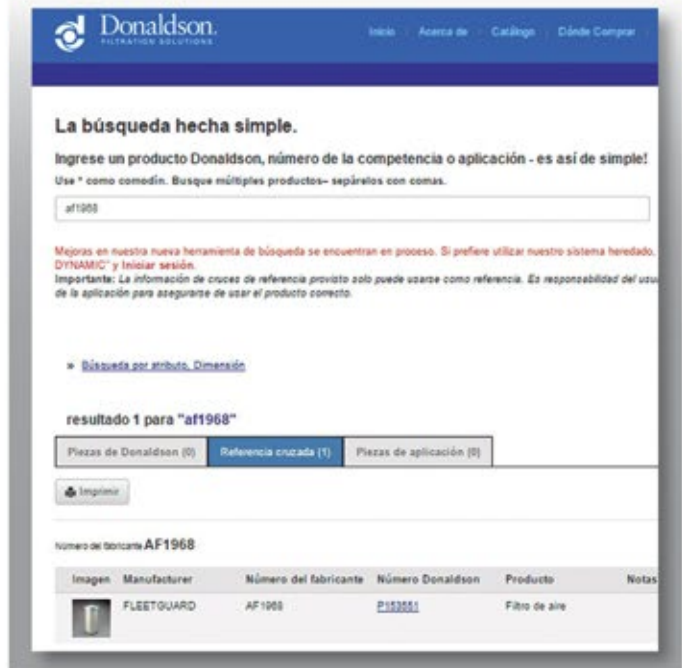 Donaldson.
FILTRATION SOLUTIONS
Inicio Acerca de Catálogo Dónde Comprar
La búsqueda hecha simple.
Ingrese un producto Donaldson, número de la competencia o aplicación - es así de simple!
Use * como comodín. Busque múltiples productos– sepárelos con comas.
af1968
Mejoras en nuestra nueva herramienta de búsqueda se encuentran en proceso. Si prefiere utilizar nuestro sistema heredado,
DYNAMIC" y Iniciar sesión.
Importante: La información de cruces de referencia provisto solo puede usarse como referencia. Es responsabilidad del usu
de la aplicación para asegurarse de usar el producto correcto.
» Búsqueda por atributo, Dimensión
resultado 1 para "af1968"
Piezas de Donaldson (0) Referencia cruzada (1) Piezas de aplicación (0)
Imprimir
Número del fabricante AF1968
Imagen Manufacturer Número del fabricante Número Donaldson Producto Notas
FLEETGUARD AF1968 P153551 Filtro de aire